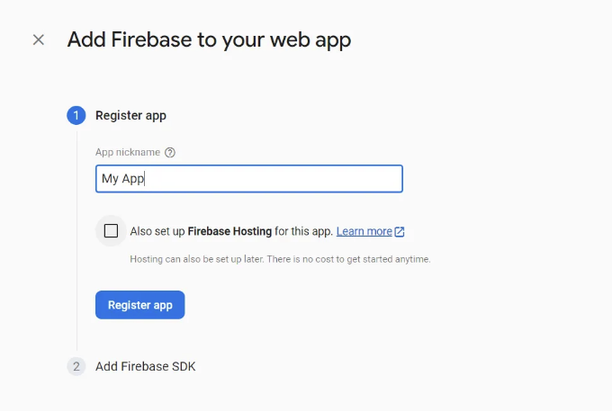 Add Firebase to your web app
1 Register app
App nickname ?
My App
Also set up Firebase Hosting for this app. Learn more
Hosting can also be set up later. There is no cost to get started anytime.
Register app
2 Add Firebase SDK